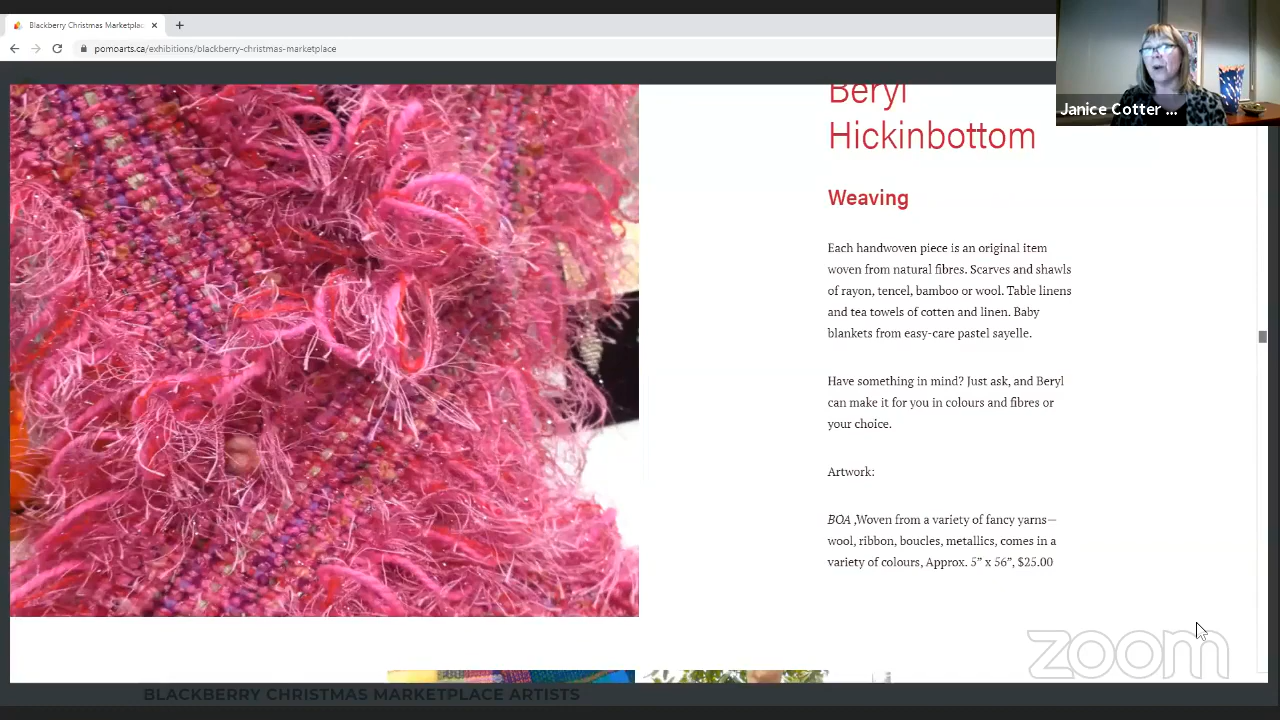 Blackberry Christmas Marketplac
pomoarts.ca/exhibitions/blackberry-christmas-marketplace
Janice Cotter ...
Beryl
Hickinbottom
Weaving
Each handwoven piece is an original item
woven from natural fibres. Scarves and shawls
of rayon, tencel, bamboo or wool. Table linens
and tea towels of cotten and linen. Baby
blankets from easy-care pastel sayelle.
Have something in mind? Just ask, and Beryl
can make it for you in colours and fibres or
your choice.
Artwork:
BOA ,Woven from a variety of fancy yarns—
wool, ribbon, boucles, metallics, comes in a
variety of colours, Approx. 5” x 56”, $25.00
zoom
BLACKBERRY CHRISTMAS MARKETPLACE ARTISTS